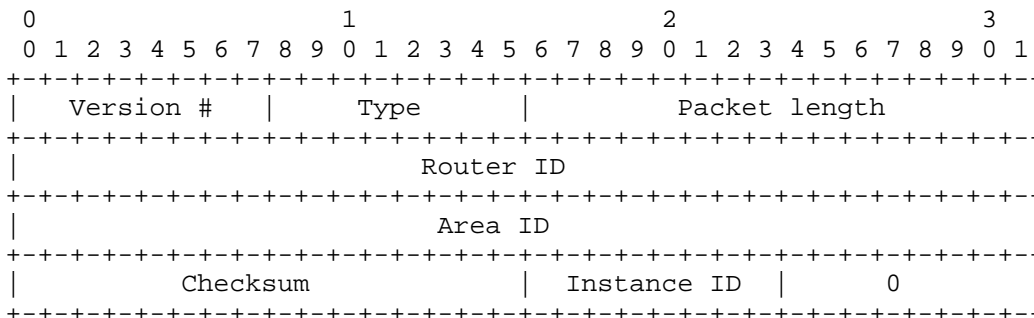 0                   1                   2                   3
 0 1 2 3 4 5 6 7 8 9 0 1 2 3 4 5 6 7 8 9 0 1 2 3 4 5 6 7 8 9 0 1
+-+-+-+-+-+-+-+-+-+-+-+-+-+-+-+-+-+-+-+-+-+-+-+-+-+-+-+-+-+-+-+-
|   Version #   |     Type      |         Packet length
+-+-+-+-+-+-+-+-+-+-+-+-+-+-+-+-+-+-+-+-+-+-+-+-+-+-+-+-+-+-+-+-
|                         Router ID
+-+-+-+-+-+-+-+-+-+-+-+-+-+-+-+-+-+-+-+-+-+-+-+-+-+-+-+-+-+-+-+-
|                          Area ID
+-+-+-+-+-+-+-+-+-+-+-+-+-+-+-+-+-+-+-+-+-+-+-+-+-+-+-+-+-+-+-+-
|          Checksum             |  Instance ID  |      0
+-+-+-+-+-+-+-+-+-+-+-+-+-+-+-+-+-+-+-+-+-+-+-+-+-+-+-+-+-+-+-+-